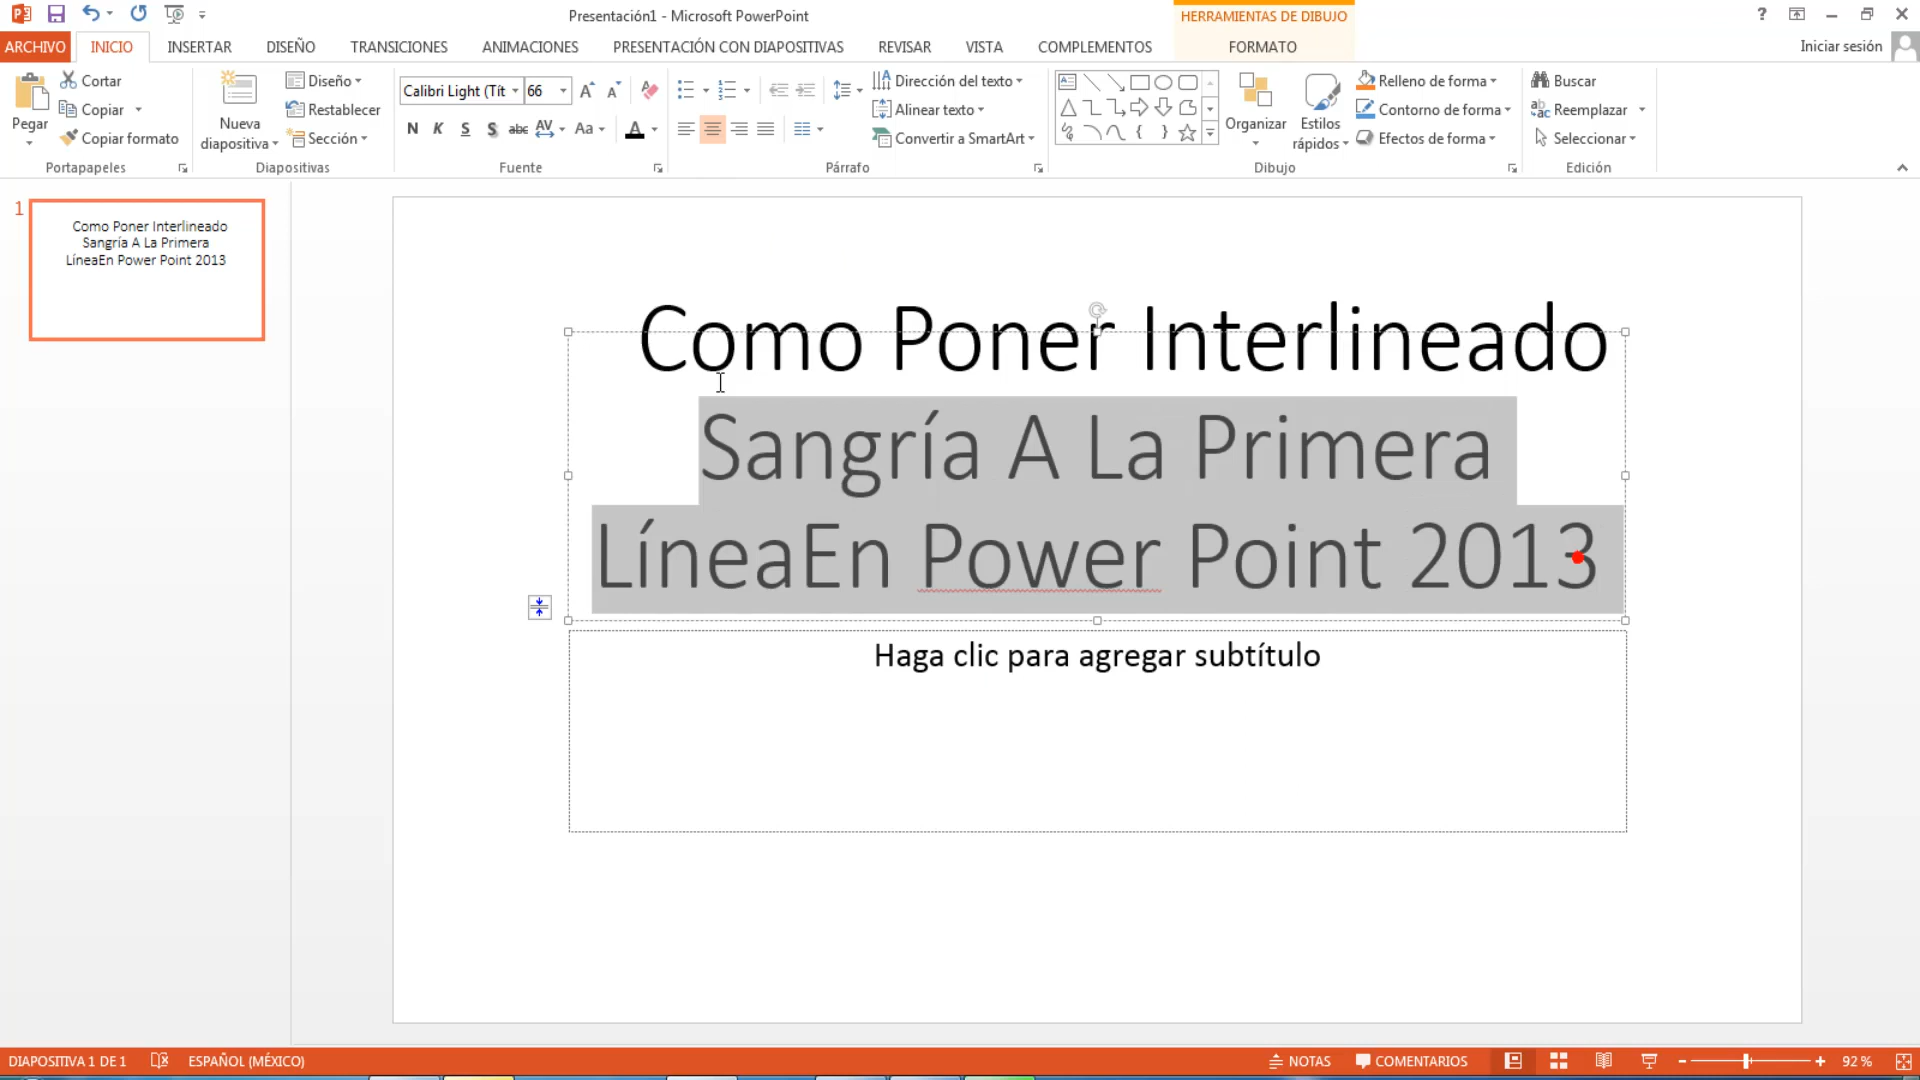 Presentación1 - Microsoft PowerPoint
HERRAMIENTAS DE DIBUJO
?
ARCHIVO INICIO INSERTAR DISEÑO TRANSICIONES ANIMACIONES PRESENTACIÓN CON DIAPOSITIVAS REVISAR VISTA COMPLEMENTOS FORMATO Iniciar sesión
Pegar
Cortar
Copiar
Copiar formato
Portapapeles
Nueva
diapositiva
Diseño
Restablecer
Sección
Diapositivas
Calibri Light (Tít 66
N K S S abc AV Aa A
Fuente
Dirección del texto
Alinear texto
Convertir a SmartArt
Párrafo
Organizar
Estilos
rápidos
Relleno de forma
Contorno de forma
Efectos de forma
Dibujo
Buscar
Reemplazar
Seleccionar
Edición
1
Como Poner Interlineado
Sangría A La Primera
LíneaEn Power Point 2013
Como Poner Interlineado
Sangría A La Primera
LíneaEn Power Point 2013
Haga clic para agregar subtítulo
DIAPOSITIVA 1 DE 1 ESPAÑOL (MÉXICO) NOTAS COMENTARIOS 92 %